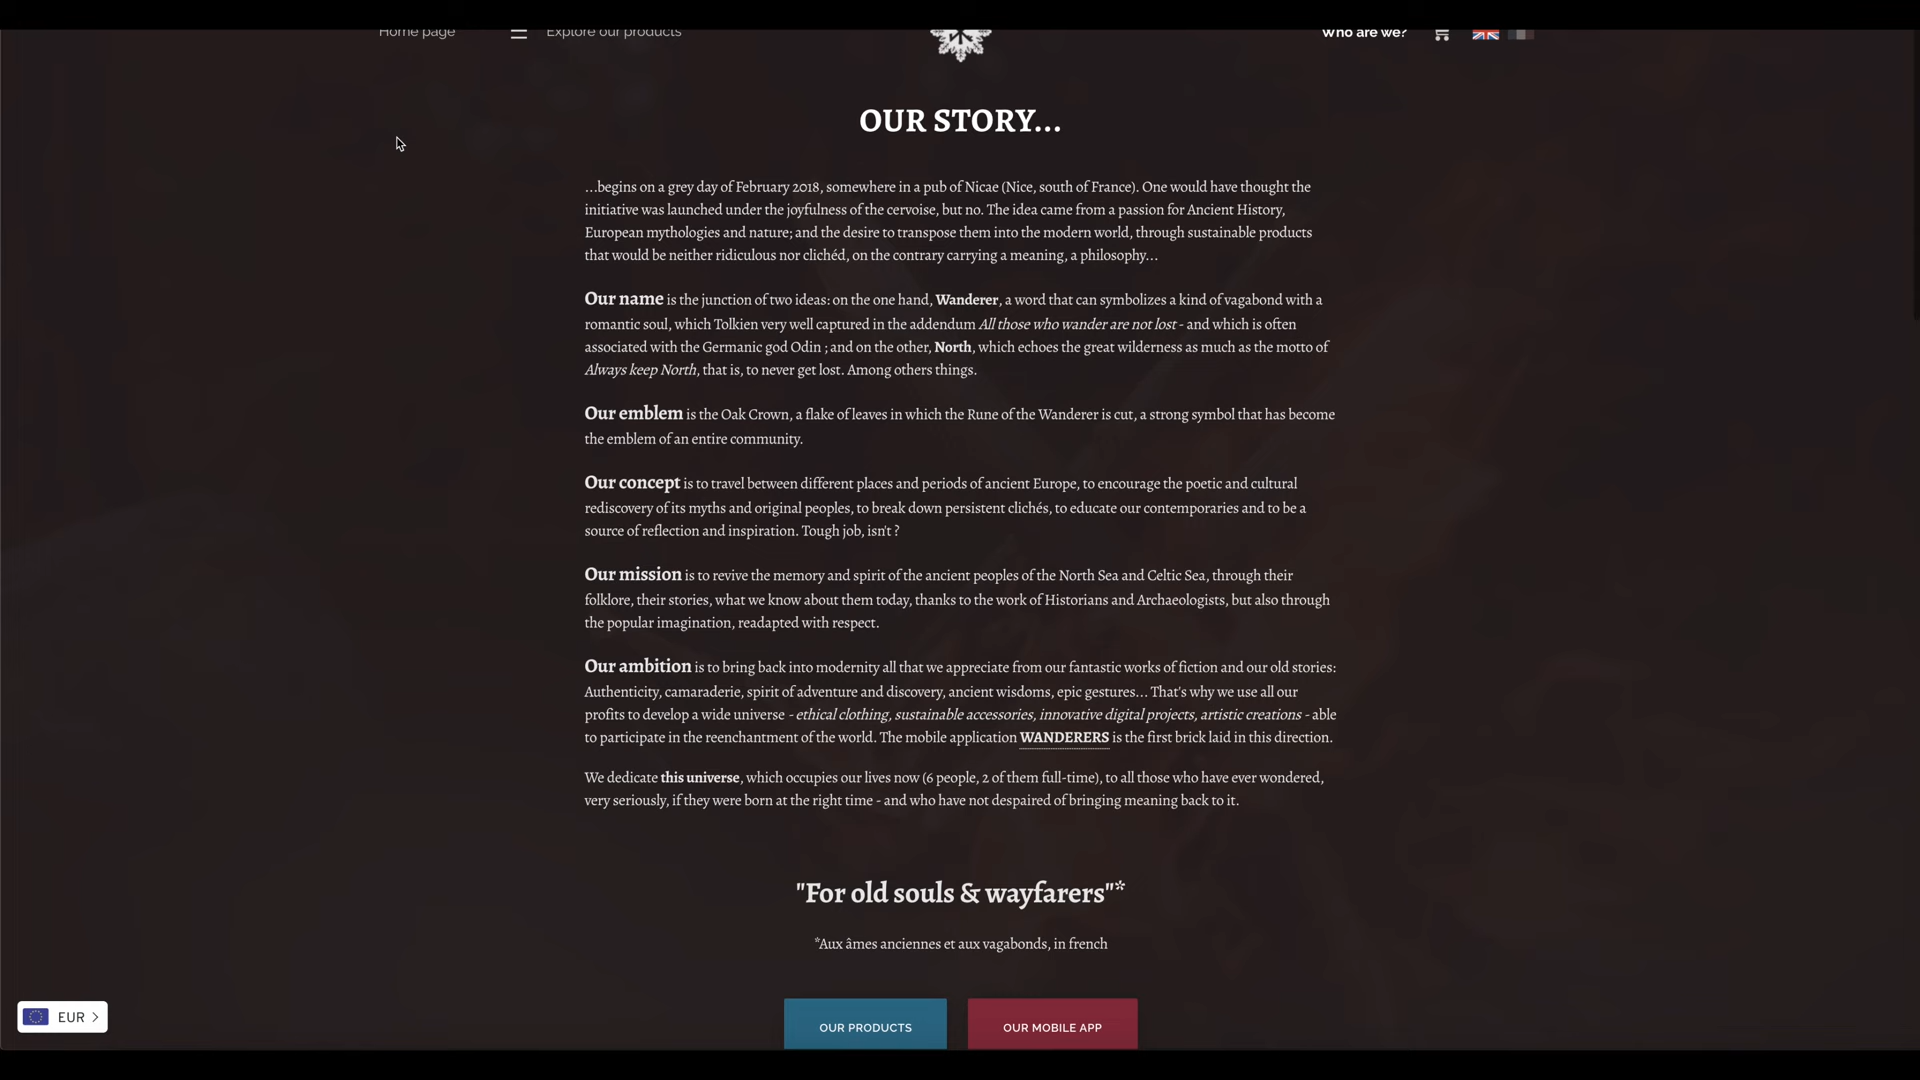 Home page
Explore our products
Who are we?
OUR STORY...
...begins on a grey day of February 2018, somewhere in a pub of Nicae (Nice, south of France). One would have thought the
initiative was launched under the joyfulness of the cervoise, but no. The idea came from a passion for Ancient History,
European mythologies and nature; and the desire to transpose them into the modern world, through sustainable products
that would be neither ridiculous nor clichéd, on the contrary carrying a meaning, a philosophy...
Our name is the junction of two ideas: on the one hand, Wanderer, a word that can symbolizes a kind of vagabond with a
romantic soul, which Tolkien very well captured in the addendum All those who wander are not lost - and which is often
associated with the Germanic god Odin ; and on the other, North, which echoes the great wilderness as much as the motto of
Always keep North, that is, to never get lost. Among others things.
Our emblem is the Oak Crown, a flake of leaves in which the Rune of the Wanderer is cut, a strong symbol that has become
the emblem of an entire community.
Our concept is to travel between different places and periods of ancient Europe, to encourage the poetic and cultural
rediscovery of its myths and original peoples, to break down persistent clichés, to educate our contemporaries and to be a
source of reflection and inspiration. Tough job, isn't ?
Our mission is to revive the memory and spirit of the ancient peoples of the North Sea and Celtic Sea, through their
folklore, their stories, what we know about them today, thanks to the work of Historians and Archaeologists, but also through
the popular imagination, readapted with respect.
Our ambition is to bring back into modernity all that we appreciate from our fantastic works of fiction and our old stories:
Authenticity, camaraderie, spirit of adventure and discovery, ancient wisdoms, epic gestures... That's why we use all our
profits to develop a wide universe - ethical clothing, sustainable accessories, innovative digital projects, artistic creations - able
to participate in the reenchantment of the world. The mobile application WANDERERS is the first brick laid in this direction.
We dedicate this universe, which occupies our lives now (6 people, 2 of them full-time), to all those who have ever wondered,
very seriously, if they were born at the right time - and who have not despaired of bringing meaning back to it.
"For old souls & wayfarers"*
*Aux âmes anciennes et aux vagabonds, in french
EUR
OUR PRODUCTS
OUR MOBILE APP